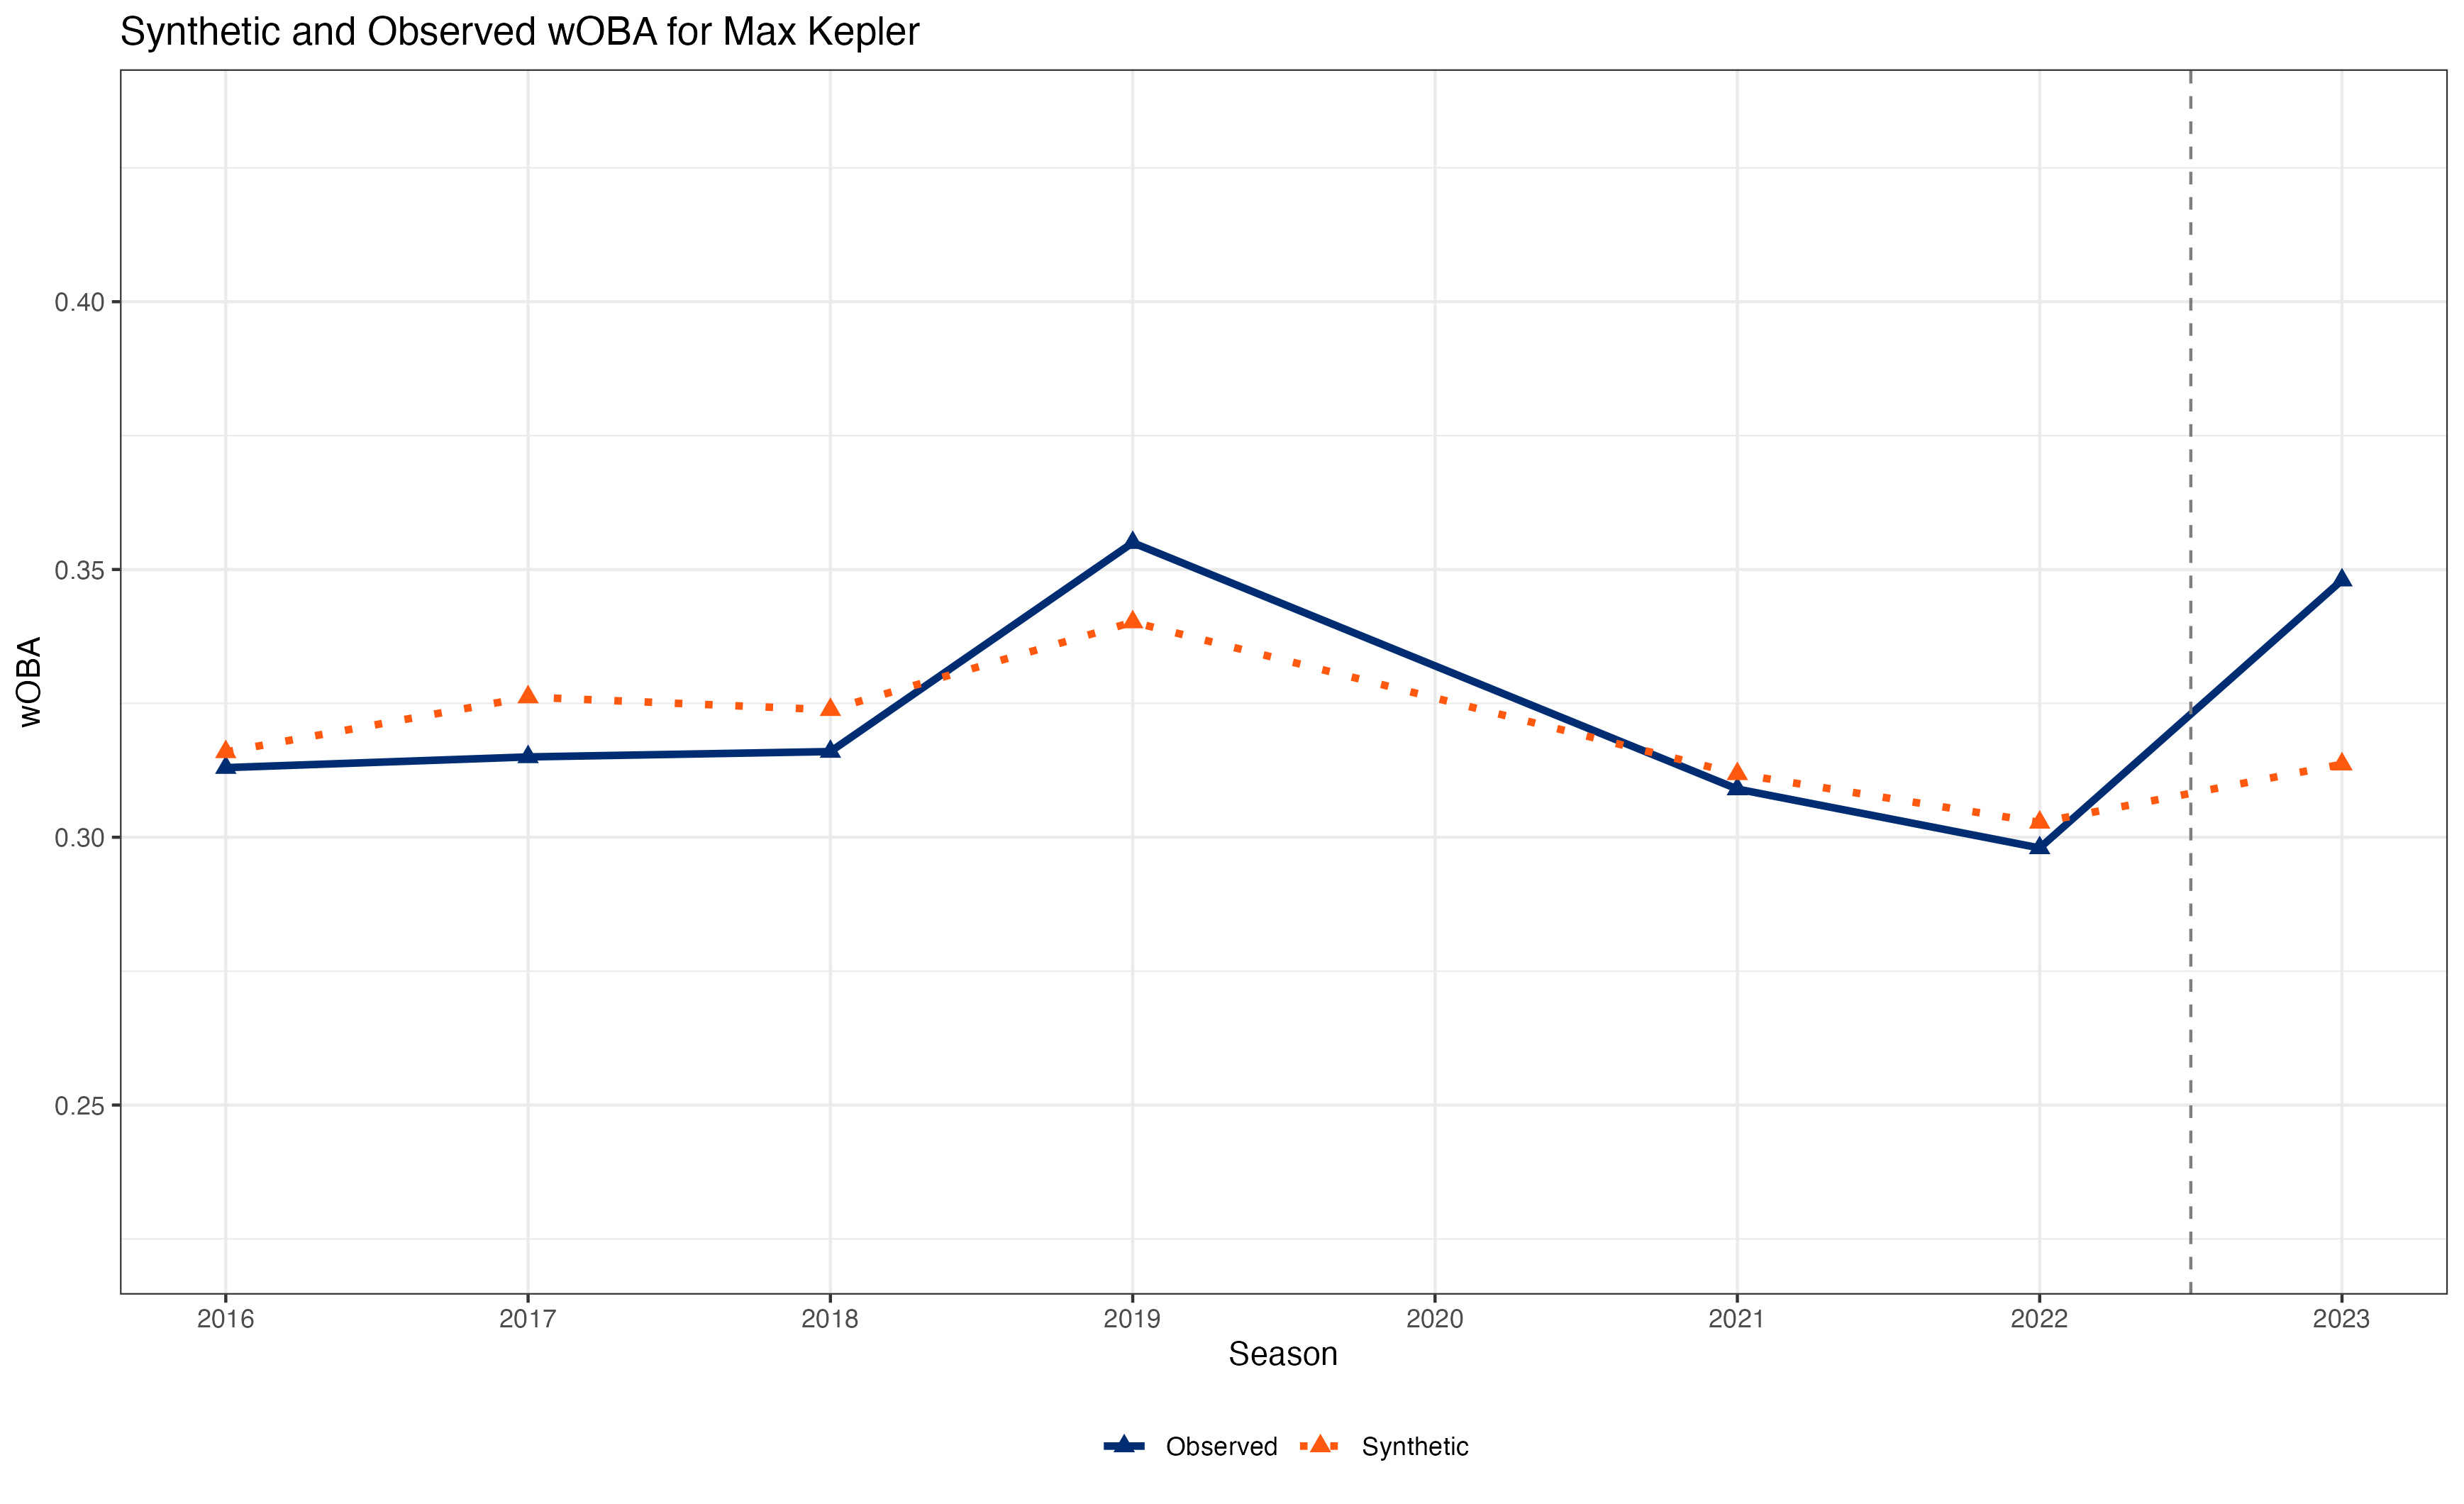 Synthetic and Observed wOBA for Max Kepler
wOBA
0.40
0.35
0.30
0.25
2016 2017 2018 2019 2020 2021 2022 2023
Season
Observed Synthetic